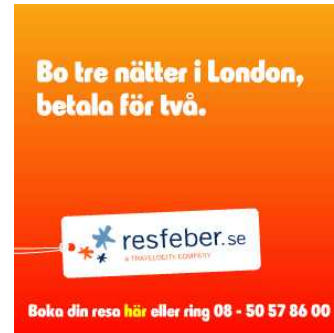 Bo tre nätter i London,
betala för två.
resfeber.se
A TRAVELOCITY COMPANY
Boka din resa här eller ring 08 - 50 57 86 00